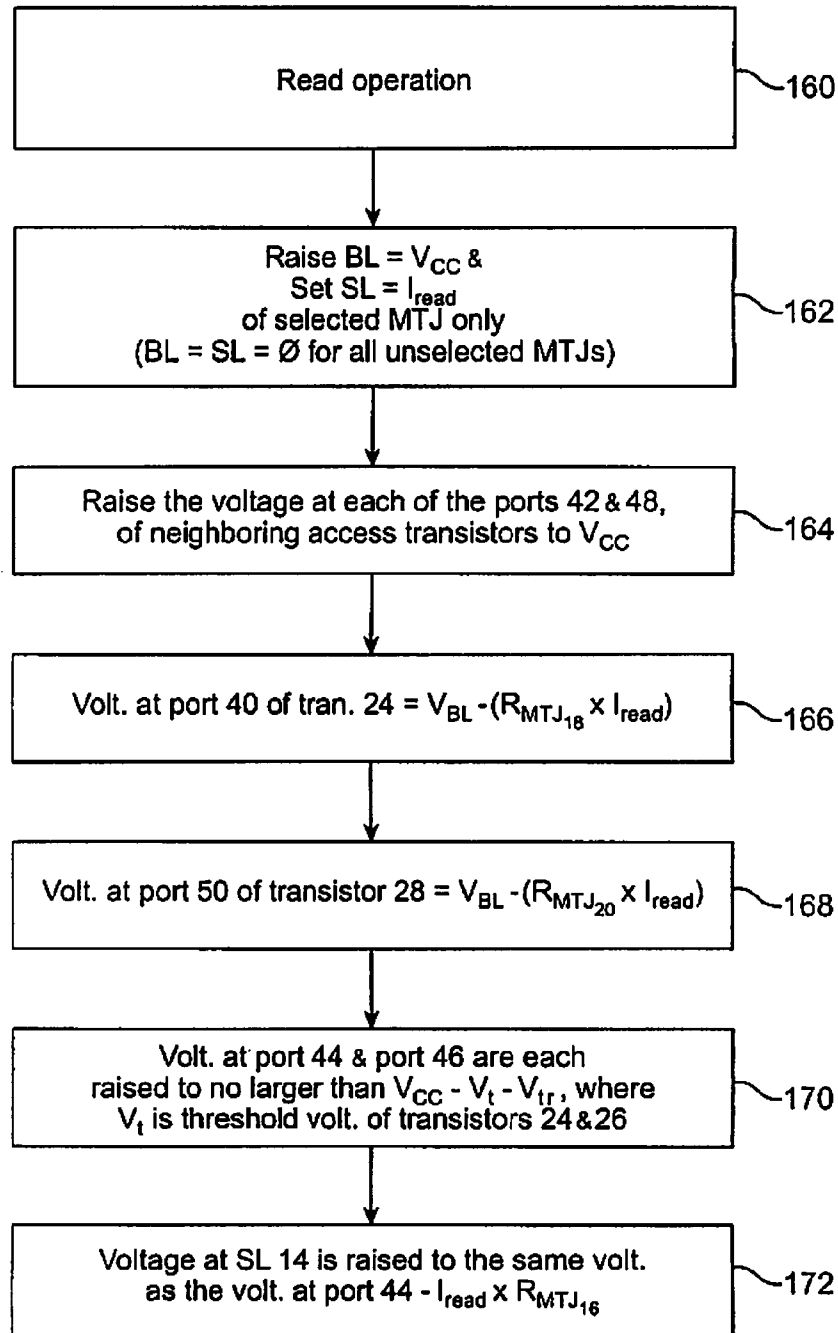 Read operation
160
Raise BL = V_CC &
Set SL = I_read
of selected MTJ only
(BL = SL = Ø for all unselected MTJs)
162
Raise the voltage at each of the ports 42 & 48,
of neighboring access transistors to V_CC
164
Volt. at port 40 of tran. 24 = V_BL - (R_MTJ_16 x I_read)
166
Volt. at port 50 of transistor 28 = V_BL - (R_MTJ_20 x I_read)
168
Volt. at port 44 & port 46 are each
raised to no larger than V_CC - V_t - V_tr, where
V_t is threshold volt. of transistors 24 & 26
170
Voltage at SL 14 is raised to the same volt.
as the volt. at port 44 - I_read x R_MTJ_16
172